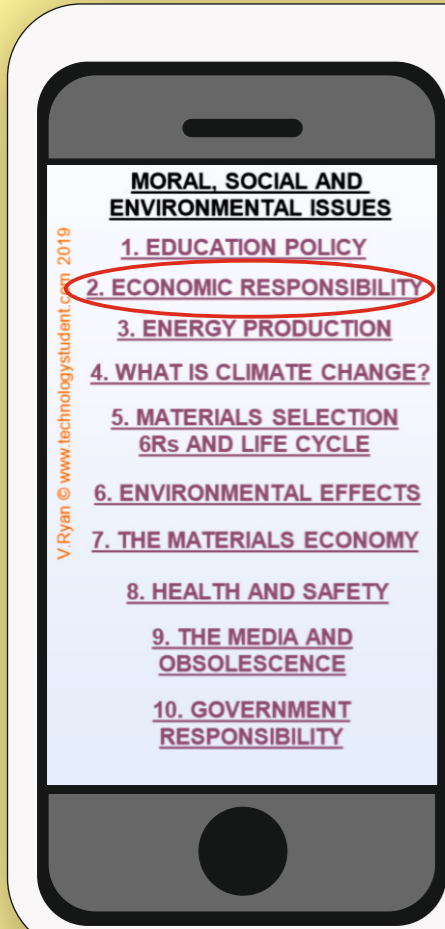 MORAL, SOCIAL AND
ENVIRONMENTAL ISSUES
1. EDUCATION POLICY
2. ECONOMIC RESPONSIBILITY
3. ENERGY PRODUCTION
4. WHAT IS CLIMATE CHANGE?
5. MATERIALS SELECTION
6Rs AND LIFE CYCLE
6. ENVIRONMENTAL EFFECTS
7. THE MATERIALS ECONOMY
8. HEALTH AND SAFETY
9. THE MEDIA AND
OBSOLESCENCE
10. GOVERNMENT
RESPONSIBILITY
V.Ryan © www.technologystudent.com 2019